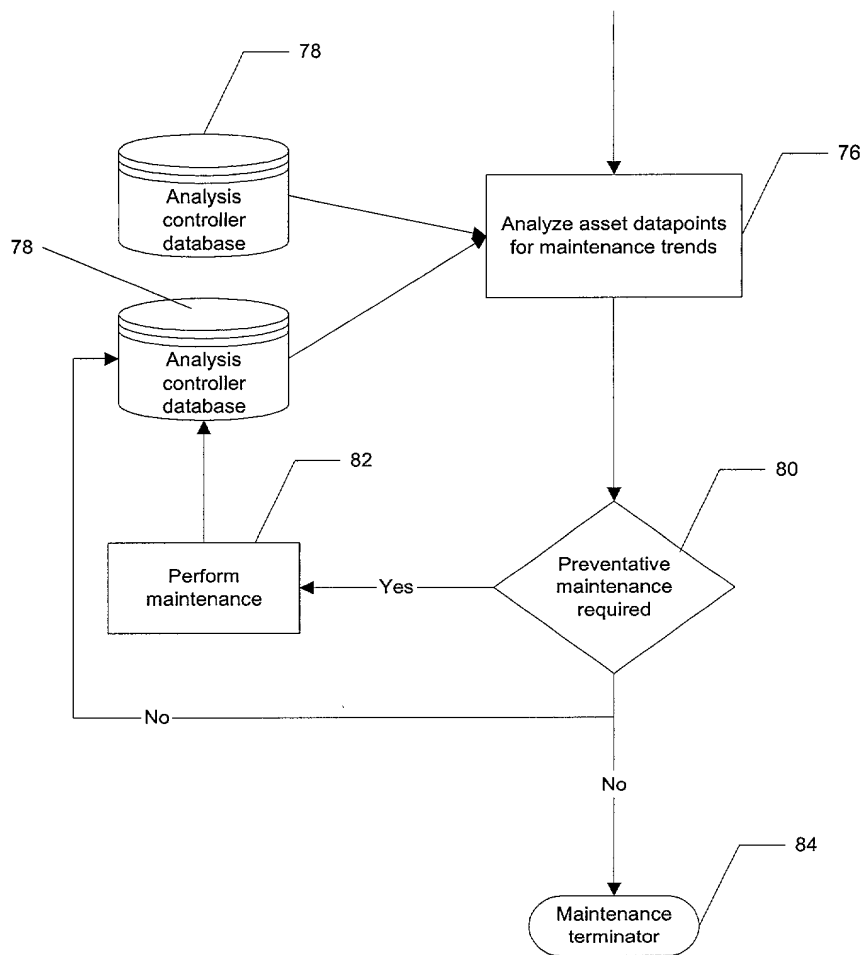 78
Analysis
controller
database
76
Analyze asset datapoints
for maintenance trends
78
Analysis
controller
database
82
Perform
maintenance
Yes
80
Preventative
maintenance
required
No
No
84
Maintenance
terminator